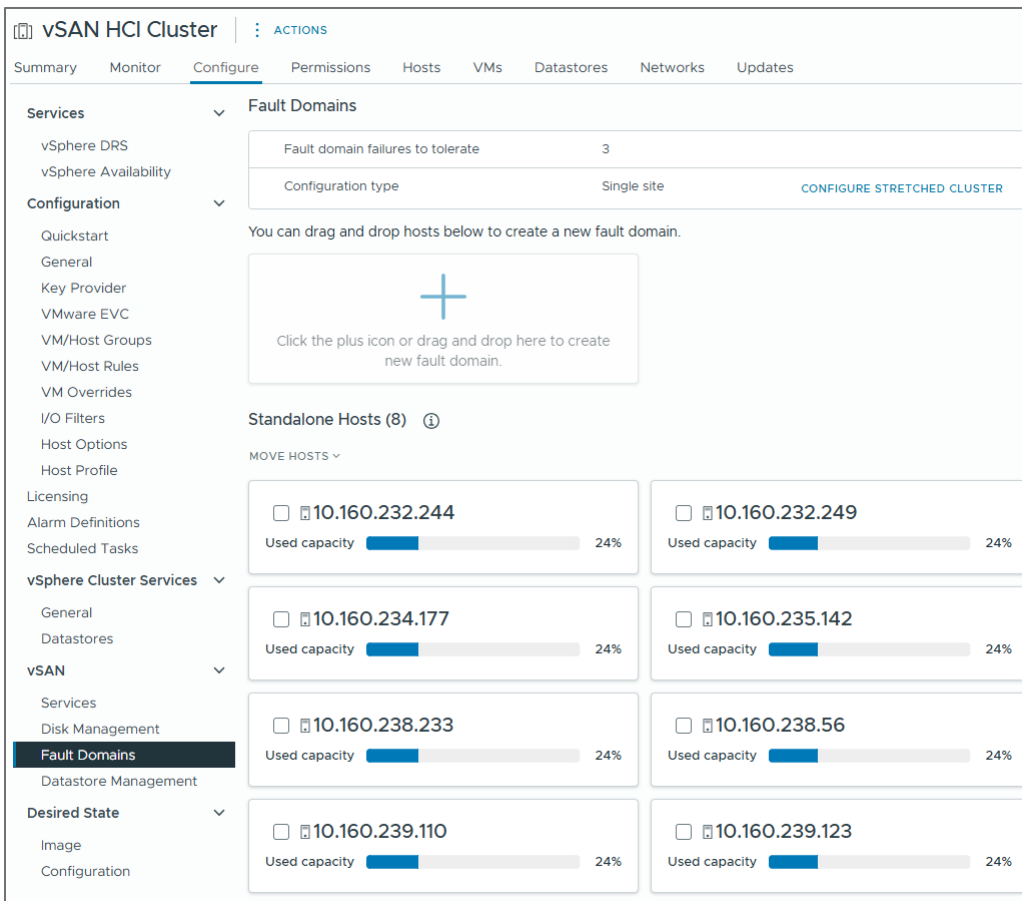 vSAN HCI Cluster
ACTIONS
Summary Monitor Configure Permissions Hosts VMs Datastores Networks Updates
Services
vSphere DRS
vSphere Availability
Configuration
Quickstart
General
Key Provider
VMware EVC
VM/Host Groups
VM/Host Rules
VM Overrides
I/O Filters
Host Options
Host Profile
Licensing
Alarm Definitions
Scheduled Tasks
vSphere Cluster Services
General
Datastores
vSAN
Services
Disk Management
Fault Domains
Datastore Management
Desired State
Image
Configuration
Fault Domains
Fault domain failures to tolerate 3
Configuration type Single site CONFIGURE STRETCHED CLUSTER
You can drag and drop hosts below to create a new fault domain.
Click the plus icon or drag and drop here to create
new fault domain.
Standalone Hosts (8)
MOVE HOSTS
10.160.232.244
Used capacity 24%
10.160.232.249
Used capacity 24%
10.160.234.177
Used capacity 24%
10.160.235.142
Used capacity 24%
10.160.238.233
Used capacity 24%
10.160.238.56
Used capacity 24%
10.160.239.110
Used capacity 24%
10.160.239.123
Used capacity 24%